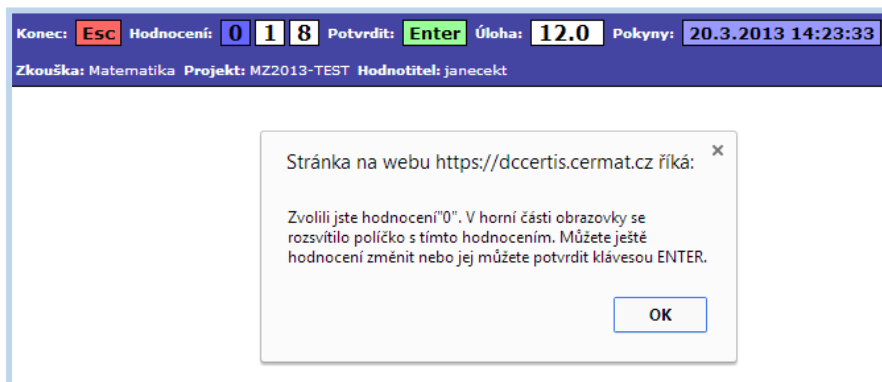 Konec: Esc Hodnocení: 0 1 8 Potvrdit: Enter Úloha: 12.0 Pokyny: 20.3.2013 14:23:33
Zkouška: Matematika Projekt: MZ2013-TEST Hodnotitel: janecekt
Stránka na webu https://dccertis.cermat.cz říká: ×
Zvolili jste hodnocení"0". V horní části obrazovky se
rozsvítilo políčko s tímto hodnocením. Můžete ještě
hodnocení změnit nebo jej můžete potvrdit klávesou ENTER.
OK